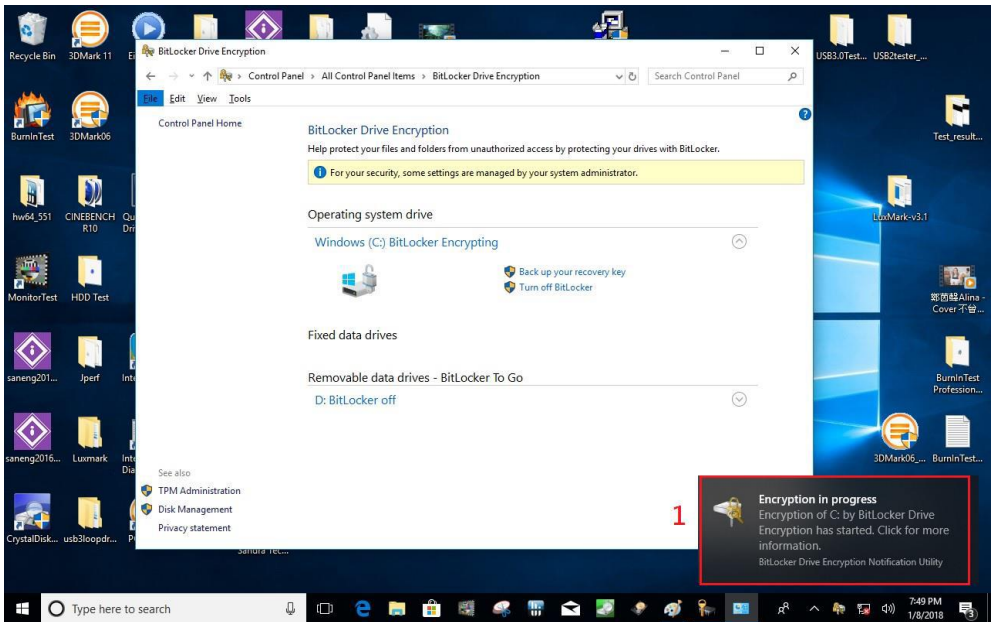 BitLocker Drive Encryption
Control Panel > All Control Panel Items > BitLocker Drive Encryption
Search Control Panel
File Edit View Tools
Control Panel Home
BitLocker Drive Encryption
Help protect your files and folders from unauthorized access by protecting your drives with BitLocker.
For your security, some settings are managed by your system administrator.
Operating system drive
Windows (C:) BitLocker Encrypting
Back up your recovery key
Turn off BitLocker
Fixed data drives
Removable data drives - BitLocker To Go
D: BitLocker off
See also
TPM Administration
Disk Management
Privacy statement
Recycle Bin
3DMark 11
BurnInTest
3DMark06
hw64_551
CINEBENCH
R10
Qu
Dri
MonitorTest
HDD Test
saneng201...
Jperf
Inte
saneng2016...
Luxmark
Inte
Dia
CrystalDisk...
usb3loopdr...
USB3.0Test...
USB2tester_...
Test_result...
LuxMark-v3.1
Alina -
Cover
BurnInTest
Profession...
3DMark06_...
BurnInTest...
1
Encryption in progress
Encryption of C: by BitLocker Drive
Encryption has started. Click for more
information.
BitLocker Drive Encryption Notification Utility
Type here to search
7:49 PM
1/8/2018
3